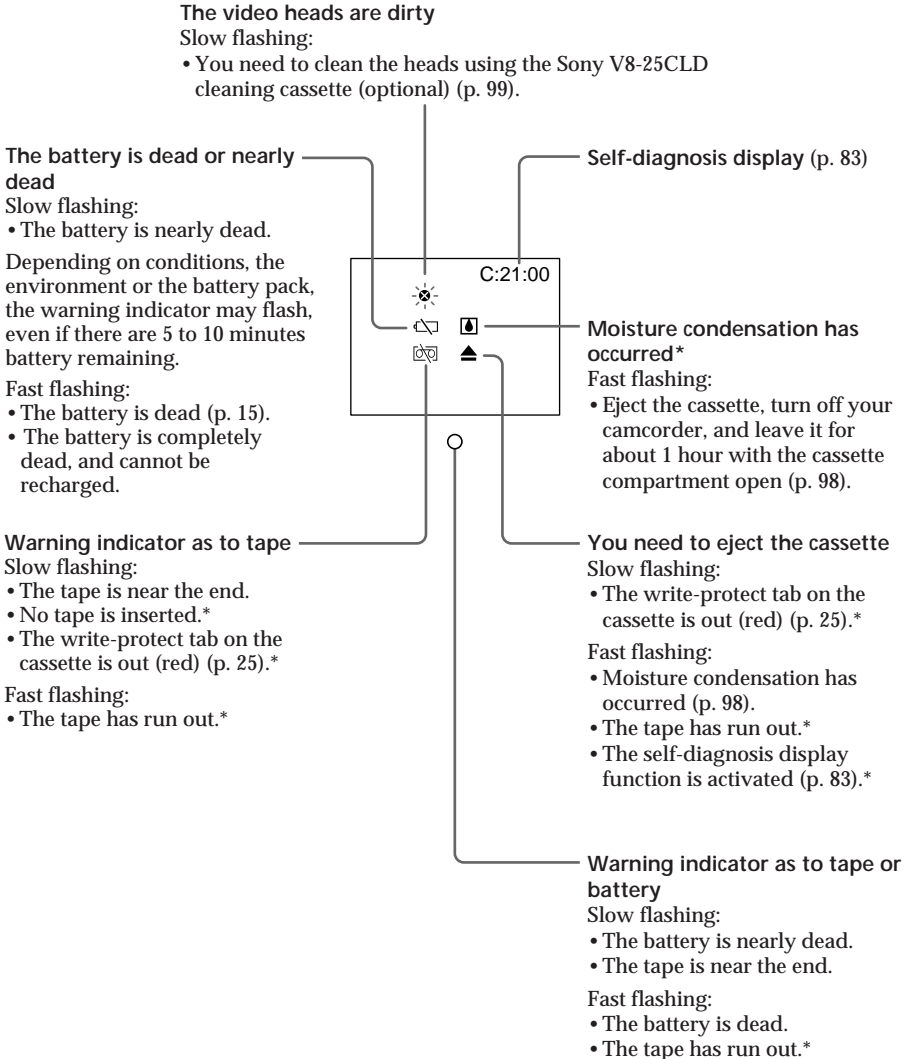 The video heads are dirty
Slow flashing:
•You need to clean the heads using the Sony V8-25CLD
cleaning cassette (optional) (p. 99).
The battery is dead or nearly
dead
Slow flashing:
•The battery is nearly dead.
Depending on conditions, the
environment or the battery pack,
the warning indicator may flash,
even if there are 5 to 10 minutes
battery remaining.
Fast flashing:
•The battery is dead (p. 15).
• The battery is completely
dead, and cannot be
recharged.
Warning indicator as to tape
Slow flashing:
•The tape is near the end.
•No tape is inserted.*
•The write-protect tab on the
cassette is out (red) (p. 25).*
Fast flashing:
•The tape has run out.*
C:21:00
Self-diagnosis display (p. 83)
Moisture condensation has
occurred*
Fast flashing:
•Eject the cassette, turn off your
camcorder, and leave it for
about 1 hour with the cassette
compartment open (p. 98).
You need to eject the cassette
Slow flashing:
•The write-protect tab on the
cassette is out (red) (p. 25).*
Fast flashing:
•Moisture condensation has
occurred (p. 98).
•The tape has run out.*
•The self-diagnosis display
function is activated (p. 83).*
Warning indicator as to tape or
battery
Slow flashing:
•The battery is nearly dead.
•The tape is near the end.
Fast flashing:
•The battery is dead.
•The tape has run out.*